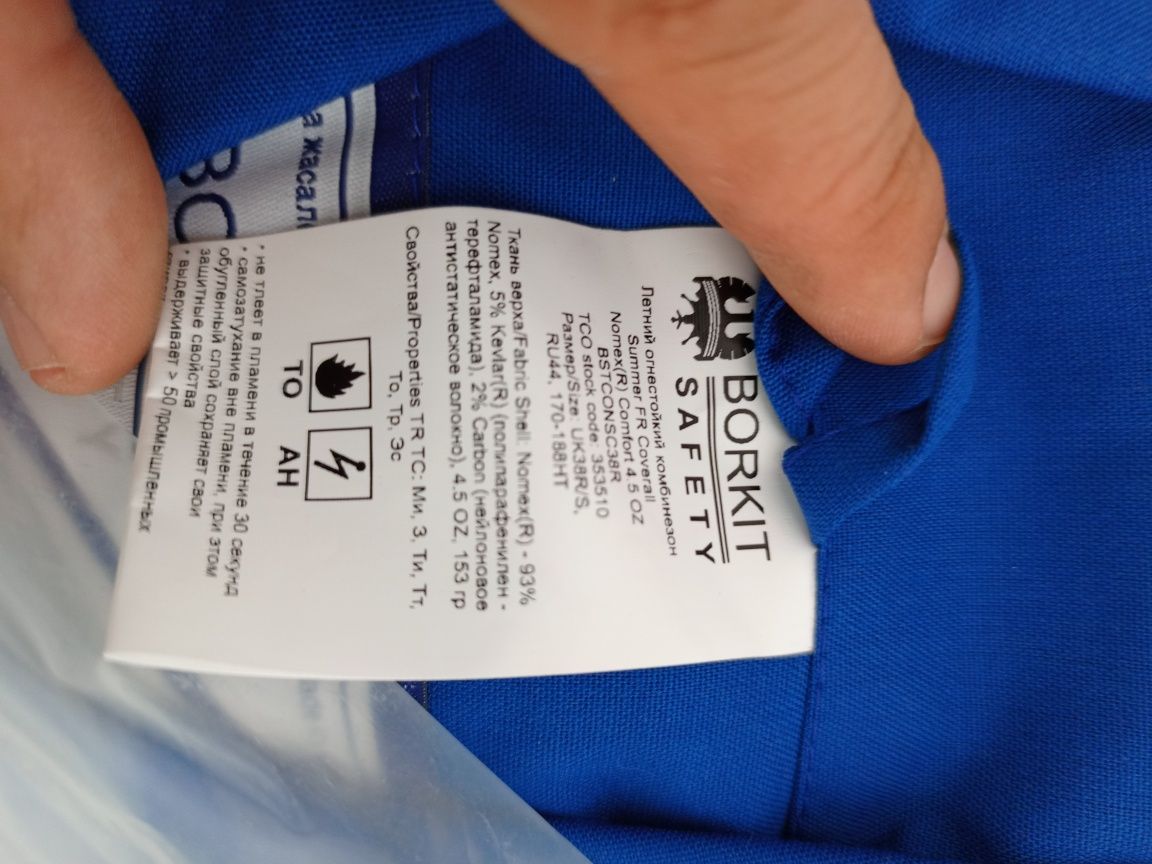 BORKIT
SAFETY
Летний огнестойкий комбинезон
Summer FR Coverall
Nomex(R) Comfort 4.5 OZ
BSTCONSC38R
TCO stock code: 353510
Размер/Size: UK38R/S,
RU44, 170-188HT
Ткань верха/Fabric Shell: Nomex(R) - 93%
Nomex, 5% Kevlar(R) (полипарафенилен -
терефталамида), 2% Carbon (нейлоновое
антистатическое волокно), 4.5 OZ, 153 гр
Свойства/Properties TR TC: Ми, З, Ти, Тт,
То, Тр, Эс
ТО АН
* не тлеет в пламени в течение 30 секунд
* самозатухание вне пламени, при этом
обугленный слой сохраняет свои
защитные свойства
* выдерживает > 50 промышленных
а жасал